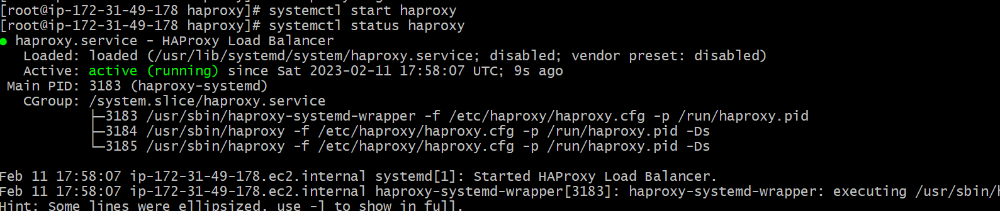 [root@ip-172-31-49-178 haproxy]# systemctl start haproxy
[root@ip-172-31-49-178 haproxy]# systemctl status haproxy
● haproxy.service - HAProxy Load Balancer
   Loaded: loaded (/usr/lib/systemd/system/haproxy.service; disabled; vendor preset: disabled)
   Active: active (running) since Sat 2023-02-11 17:58:07 UTC; 9s ago
 Main PID: 3183 (haproxy-systemd)
   CGroup: /system.slice/haproxy.service
           ├─3183 /usr/sbin/haproxy-systemd-wrapper -f /etc/haproxy/haproxy.cfg -p /run/haproxy.pid
           ├─3184 /usr/sbin/haproxy -f /etc/haproxy/haproxy.cfg -p /run/haproxy.pid -Ds
           └─3185 /usr/sbin/haproxy -f /etc/haproxy/haproxy.cfg -p /run/haproxy.pid -Ds
Feb 11 17:58:07 ip-172-31-49-178.ec2.internal systemd[1]: Started HAProxy Load Balancer.
Feb 11 17:58:07 ip-172-31-49-178.ec2.internal haproxy-systemd-wrapper[3183]: haproxy-systemd-wrapper: executing /usr/sbin/
Hint: Some lines were ellipsized, use -l to show in full.